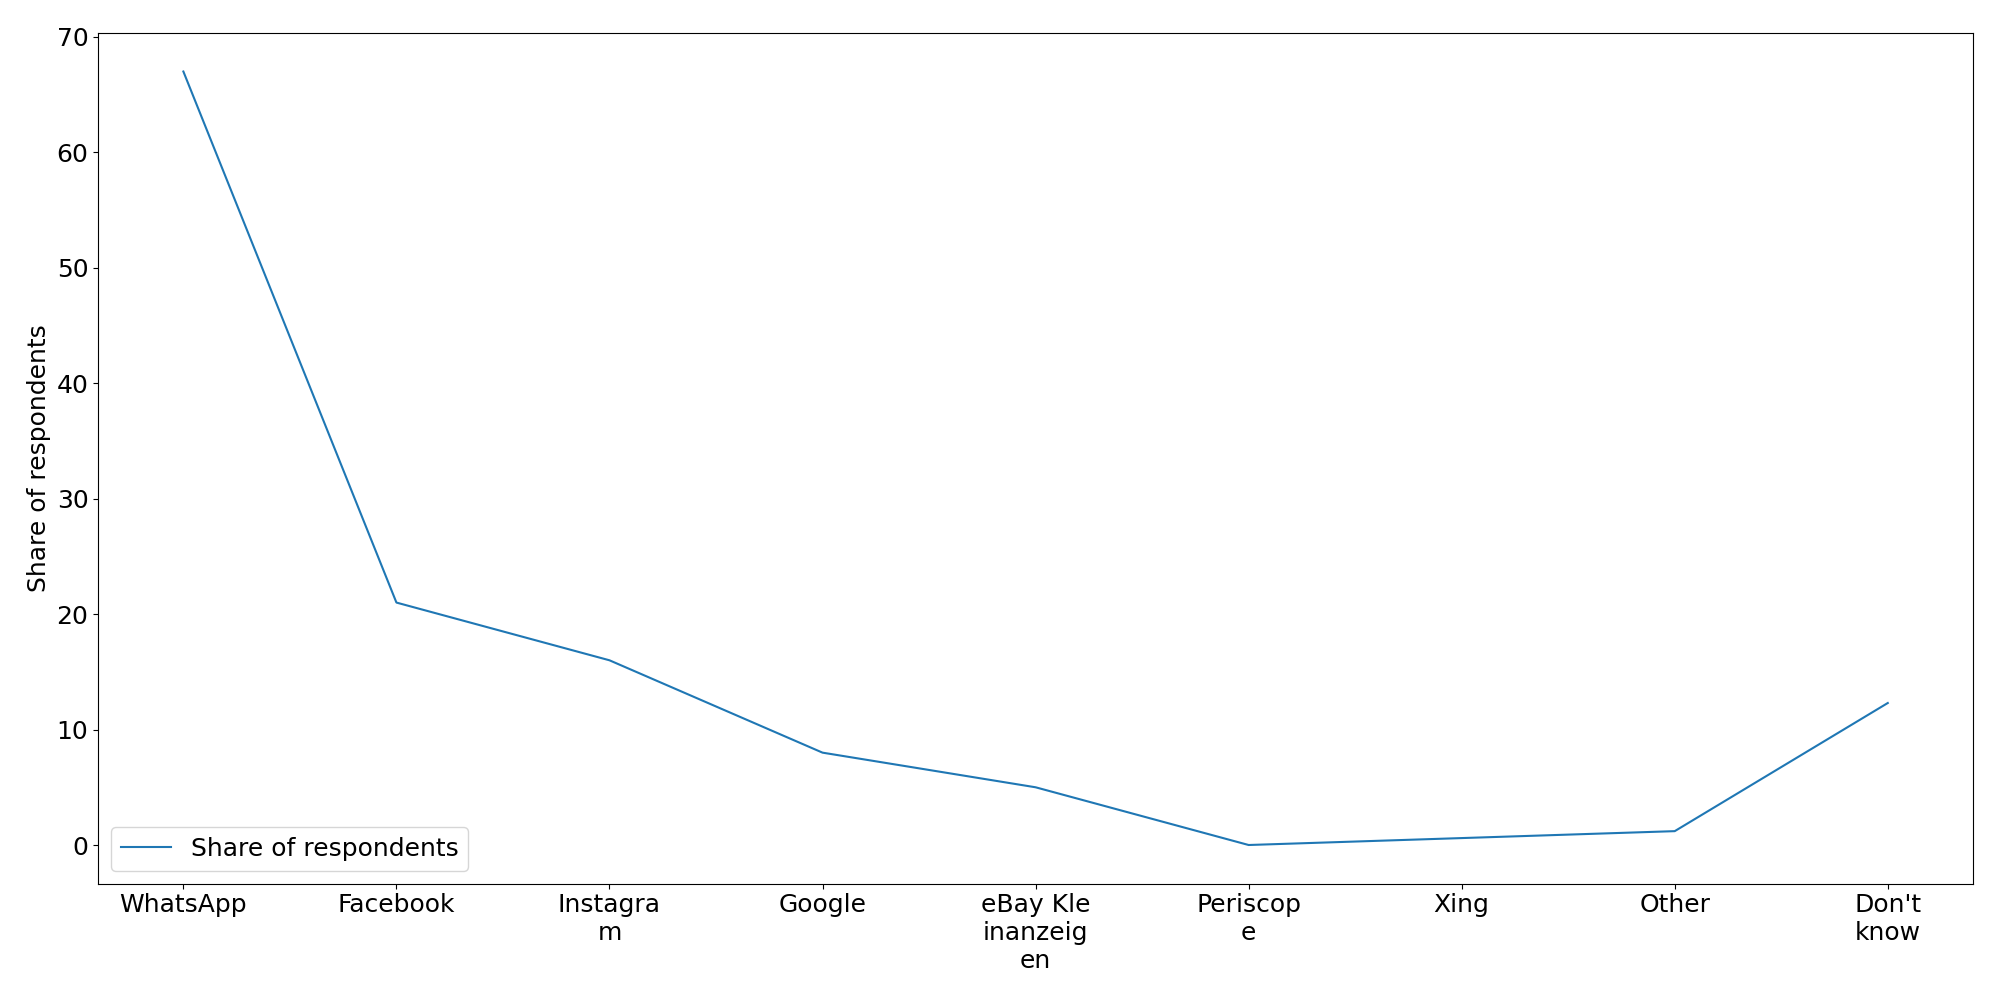 70
60
50
40
30
20
10
0
Share of respondents
Share of respondents
WhatsApp
Facebook
Instagra
m
Google
eBay Kle
inanzeig
en
Periscop
e
Xing
Other
Don't
know